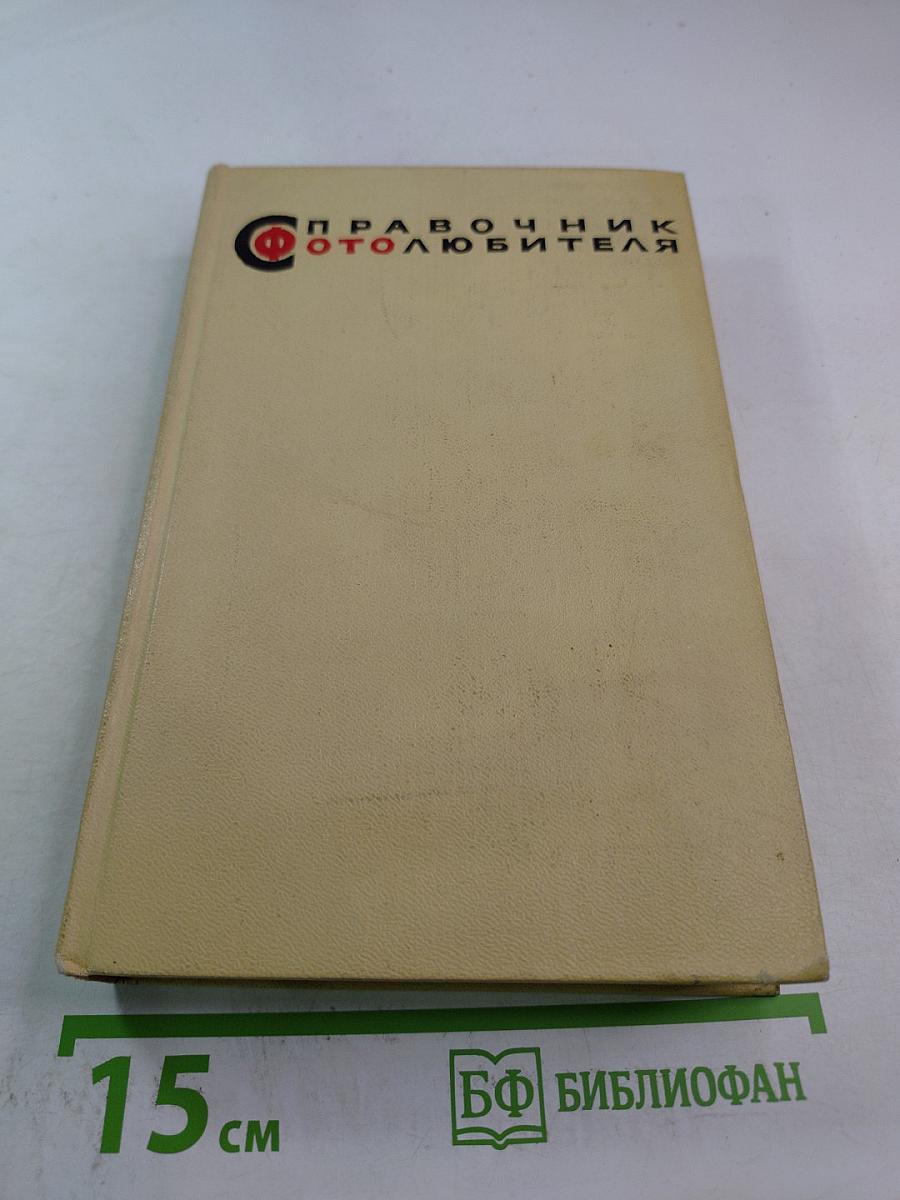 СПРАВОЧНИК
ФОТОЛЮБИТЕЛЯ
15 см
БФ БИБЛИОФАН